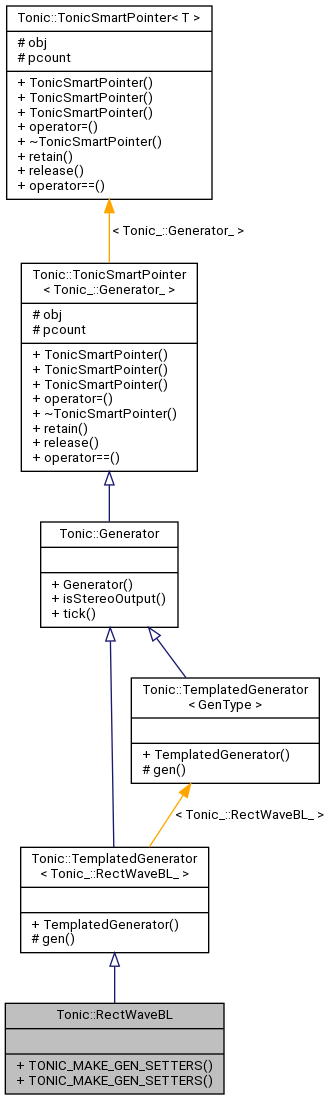 Tonic::TonicSmartPointer< T >
# obj
# pcount
+ TonicSmartPointer()
+ TonicSmartPointer()
+ TonicSmartPointer()
+ operator=()
+ ~TonicSmartPointer()
+ retain()
+ release()
+ operator==()
< Tonic_::Generator_ >
Tonic::TonicSmartPointer
< Tonic_::Generator_ >
# obj
# pcount
+ TonicSmartPointer()
+ TonicSmartPointer()
+ TonicSmartPointer()
+ operator=()
+ ~TonicSmartPointer()
+ retain()
+ release()
+ operator==()
Tonic::Generator
+ Generator()
+ isStereoOutput()
+ tick()
Tonic::TemplatedGenerator
< GenType >
+ TemplatedGenerator()
# gen()
< Tonic_::RectWaveBL_ >
Tonic::TemplatedGenerator
< Tonic_::RectWaveBL_ >
+ TemplatedGenerator()
# gen()
Tonic::RectWaveBL
+ TONIC_MAKE_GEN_SETTERS()
+ TONIC_MAKE_GEN_SETTERS()